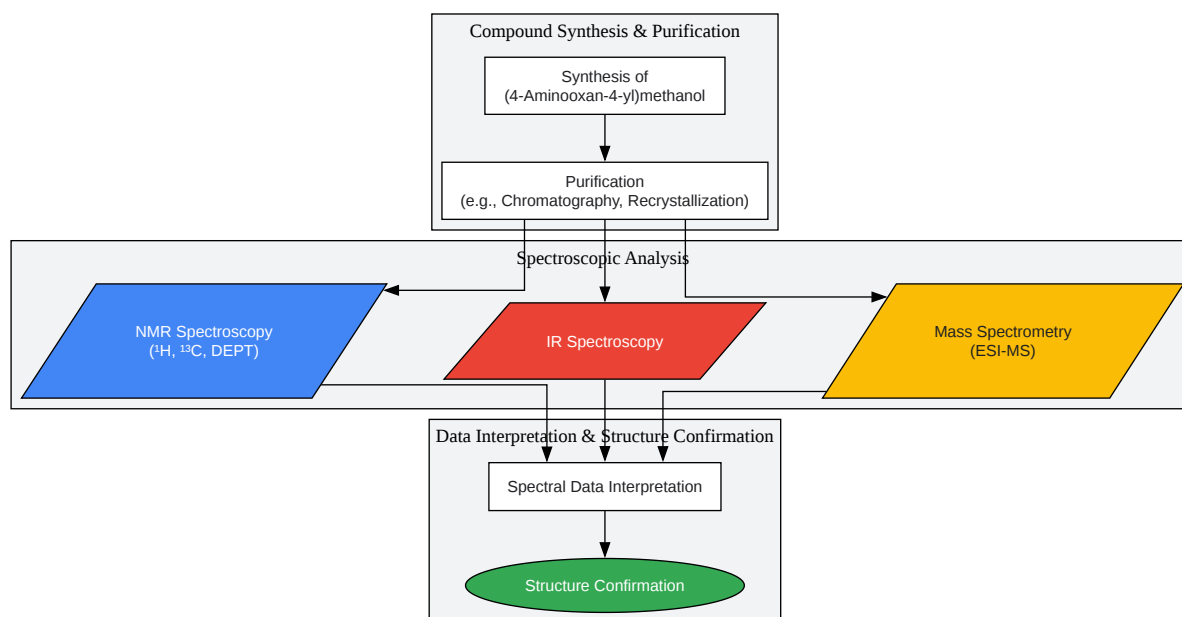 Compound Synthesis & Purification
Synthesis of
(4-Aminooxan-4-yl)methanol
Purification
(e.g., Chromatography, Recrystallization)
Spectroscopic Analysis
NMR Spectroscopy
(¹H, ¹³C, DEPT)
IR Spectroscopy
Mass Spectrometry
(ESI-MS)
Data Interpretation & Structure Confirmation
Spectral Data Interpretation
Structure Confirmation